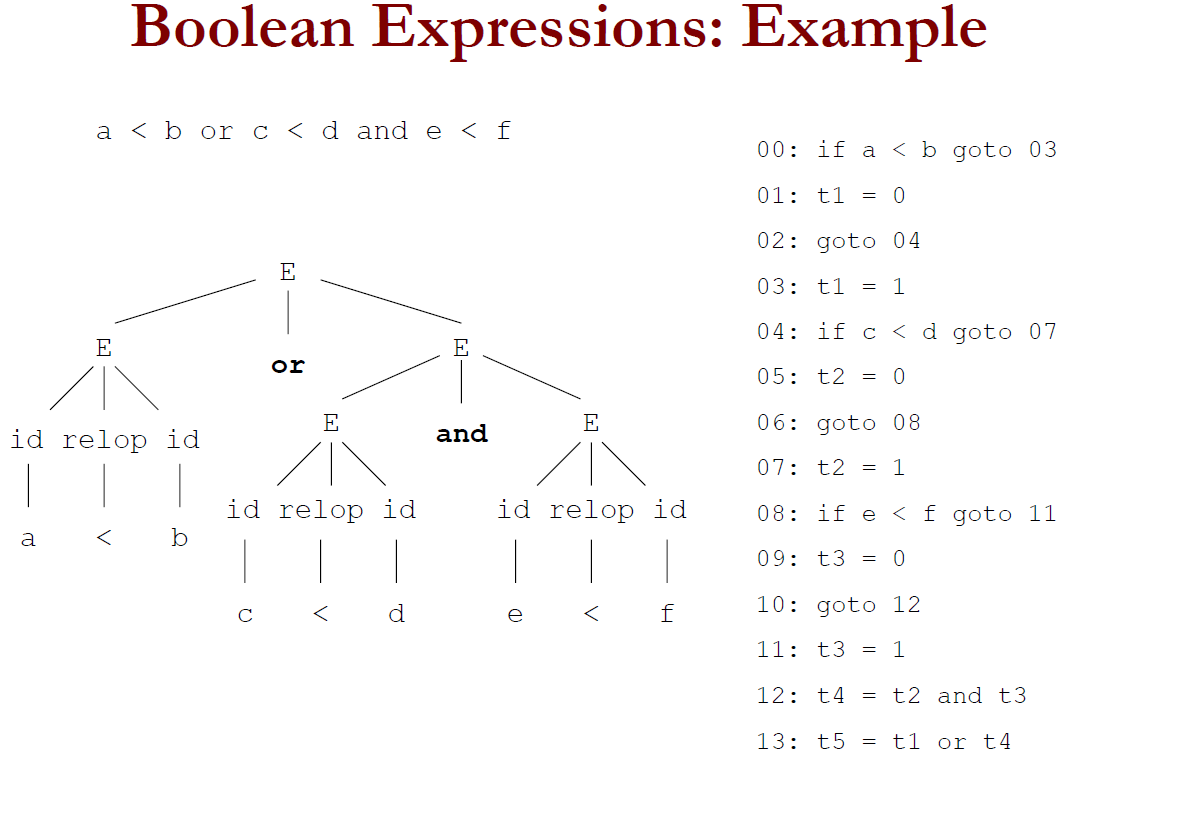 Boolean Expressions: Example
a < b or c < d and e < f
E
E or E
E and E
id relop id
a < b
id relop id id relop id
c < d e < f
00: if a < b goto 03
01: t1 = 0
02: goto 04
03: t1 = 1
04: if c < d goto 07
05: t2 = 0
06: goto 08
07: t2 = 1
08: if e < f goto 11
09: t3 = 0
10: goto 12
11: t3 = 1
12: t4 = t2 and t3
13: t5 = t1 or t4